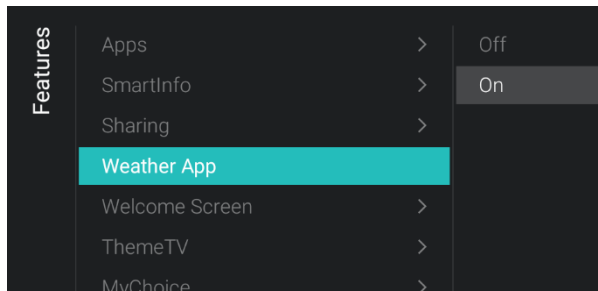 Features
Apps
SmartInfo
Sharing
Weather App
Welcome Screen
ThemeTV
MyChoice
Off
On